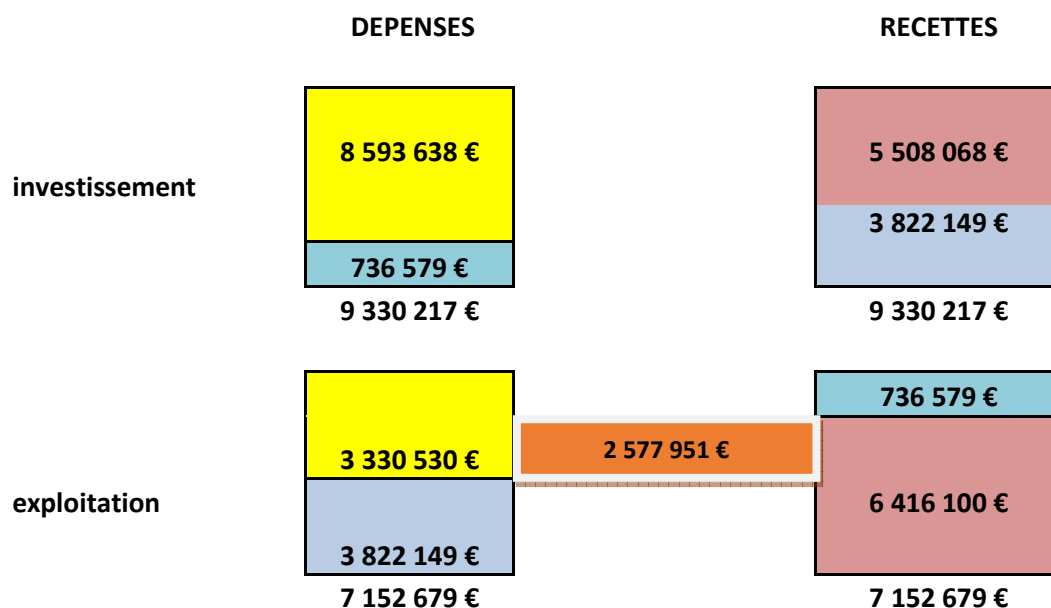 DEPENSES RECETTES
8 593 638 € 5 508 068 €
investissement
3 822 149 €
736 579 €
9 330 217 € 9 330 217 €
736 579 €
3 330 530 € 2 577 951 €
exploitation 6 416 100 €
3 822 149 €
7 152 679 € 7 152 679 €